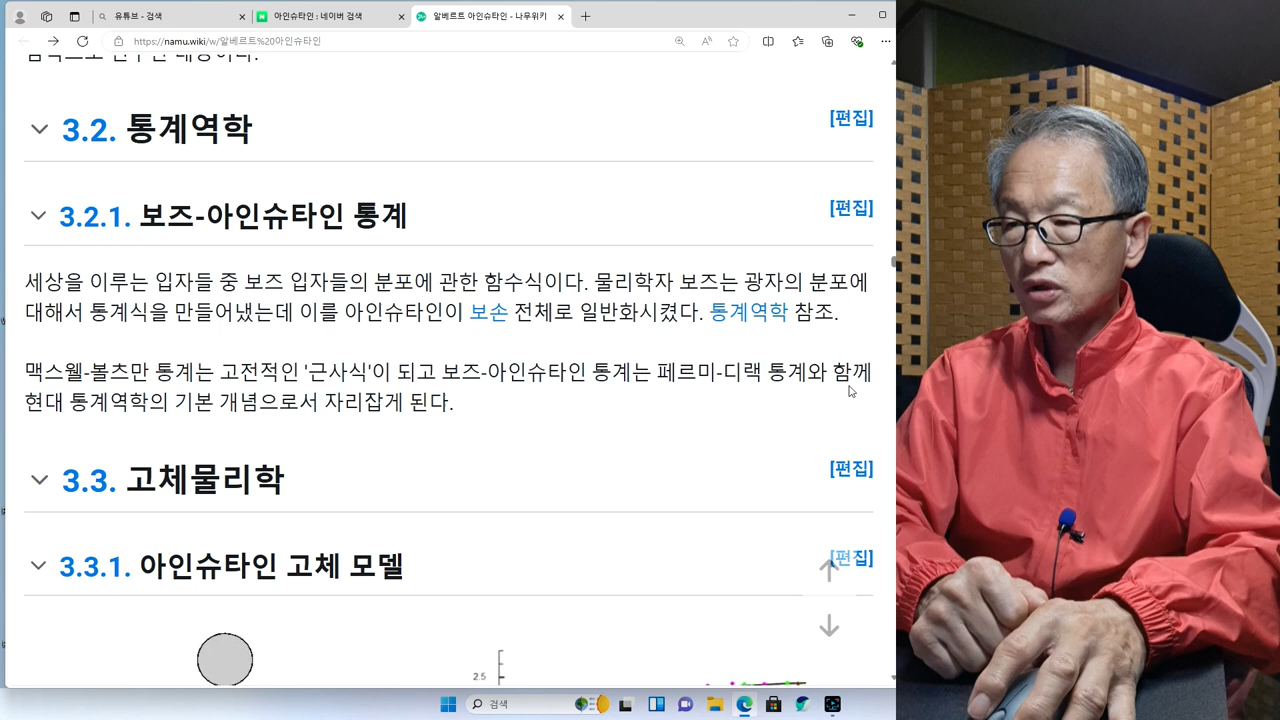 유튜브 - 검색
아인슈타인 : 네이버 검색
알베르트 아인슈타인 - 나무위키
https://namu.wiki/w/알베르트%20아인슈타인
3.2. 통계역학
[편집]
3.2.1. 보즈-아인슈타인 통계
[편집]
세상을 이루는 입자들 중 보즈 입자들의 분포에 관한 함수식이다. 물리학자 보즈는 광자의 분포에
대해서 통계식을 만들어냈는데 이를 아인슈타인이 보손 전체로 일반화시켰다. 통계역학 참조.
맥스웰-볼츠만 통계는 고전적인 '근사식'이 되고 보즈-아인슈타인 통계는 페르미-디랙 통계와 함께
현대 통계역학의 기본 개념으로서 자리잡게 된다.
3.3. 고체물리학
[편집]
3.3.1. 아인슈타인 고체 모델
[편집]
2.5
검색